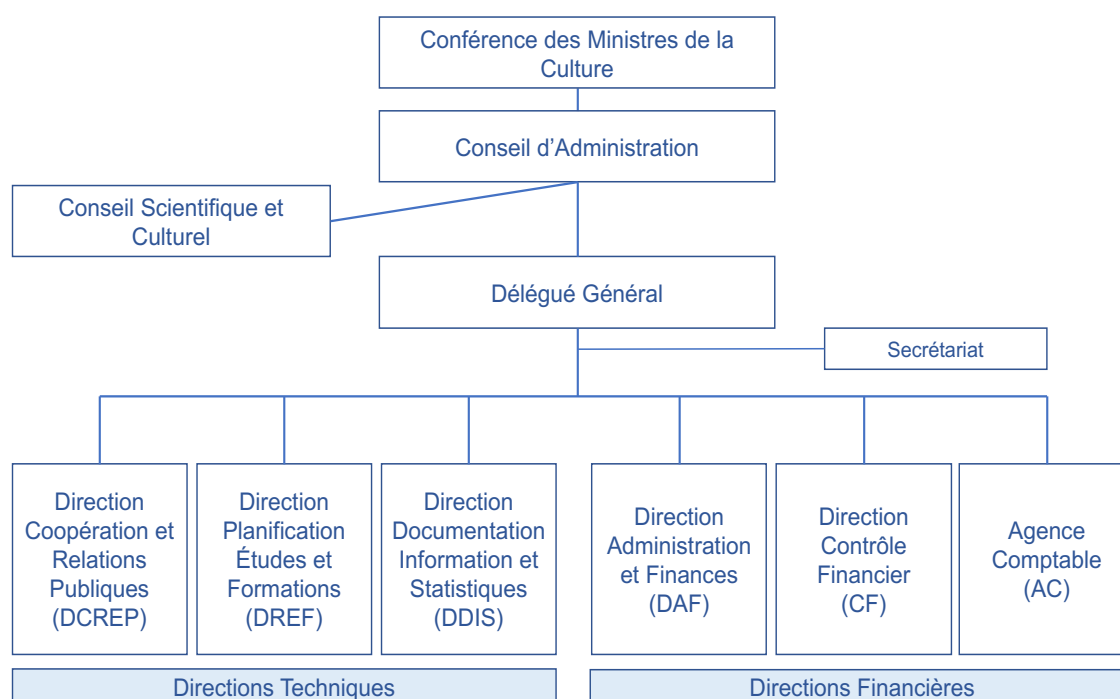 Conférence des Ministres de la
Culture
Conseil d’Administration
Conseil Scientifique et
Culturel
Délégué Général
Secrétariat
Direction
Coopération et
Relations
Publiques
(DCREP)
Direction
Planification
Études et
Formations
(DREF)
Direction
Documentation
Information et
Statistiques
(DDIS)
Direction
Administration
et Finances
(DAF)
Direction
Contrôle
Financier
(CF)
Agence
Comptable
(AC)
Directions Techniques
Directions Financières